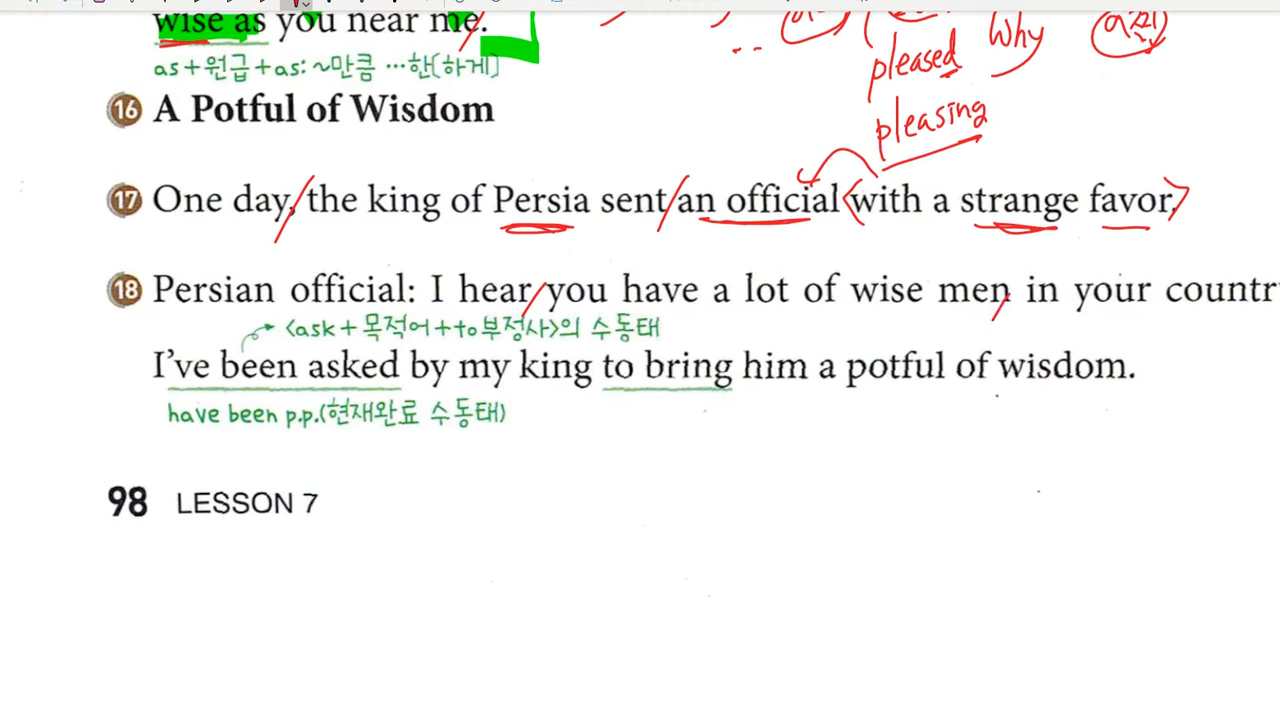 wise as you near me.
as+원급+as: ~만큼 …한[하게]
pleased
Why
pleasing
16 A Potful of Wisdom
17 One day, the king of Persia sent an official with a strange favor.
18 Persian official: I hear you have a lot of wise men in your countr
<ask+목적어+to부정사>의 수동태
I've been asked by my king to bring him a potful of wisdom.
have been p.p.(현재완료 수동태)
98 LESSON 7